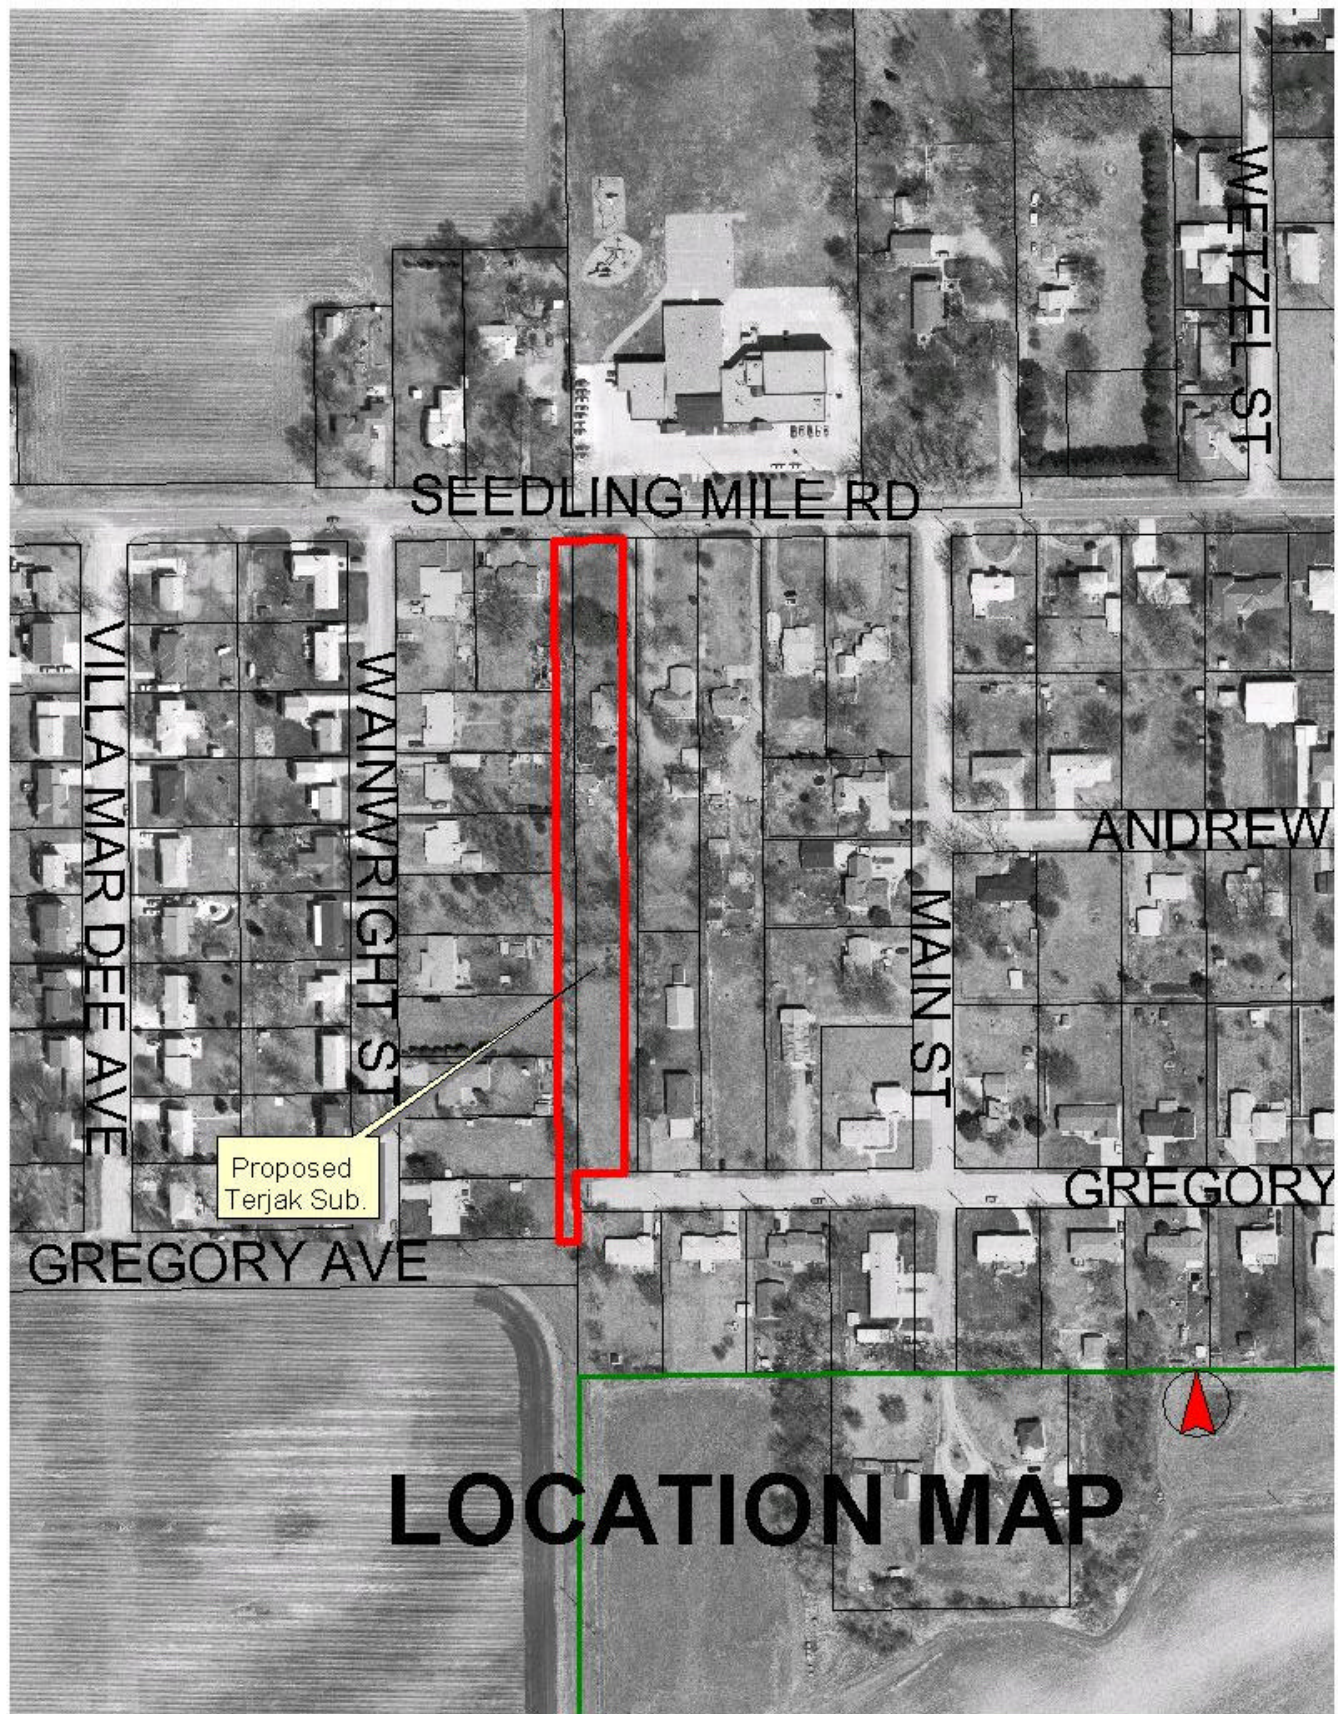 WETZEL ST
SEEDLING MILE RD
VILLA MAR DEE AVE
WAINWRIGHT ST
ANDREW
MAIN ST
Proposed
Terjak Sub.
GREGORY
GREGORY AVE
LOCATION MAP